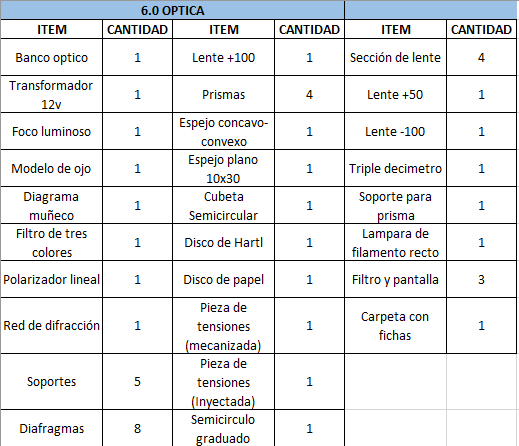 6.0 OPTICA
ITEM CANTIDAD ITEM CANTIDAD ITEM CANTIDAD
Banco optico 1 Lente +100 1 Sección de lente 4
Transformador
12v 1 Prismas 4 Lente +50 1
Foco luminoso 1 Espejo concavo-
convexo 1 Lente -100 1
Modelo de ojo 1 Espejo plano
10x30 1 Triple decimetro 1
Diagrama
muñeco 1 Cubeta
Semicircular 1 Soporte para
prisma 1
Filtro de tres
colores 1 Disco de Hartl 1 Lampara de
filamento recto 1
Polarizador lineal 1 Disco de papel 1 Filtro y pantalla 3
Red de difracción 1 Pieza de
tensiones
(mecanizada) 1 Carpeta con
fichas 1
Soportes 5 Pieza de
tensiones
(Inyectada) 1
Diafragmas 8 Semicirculo
graduado 1